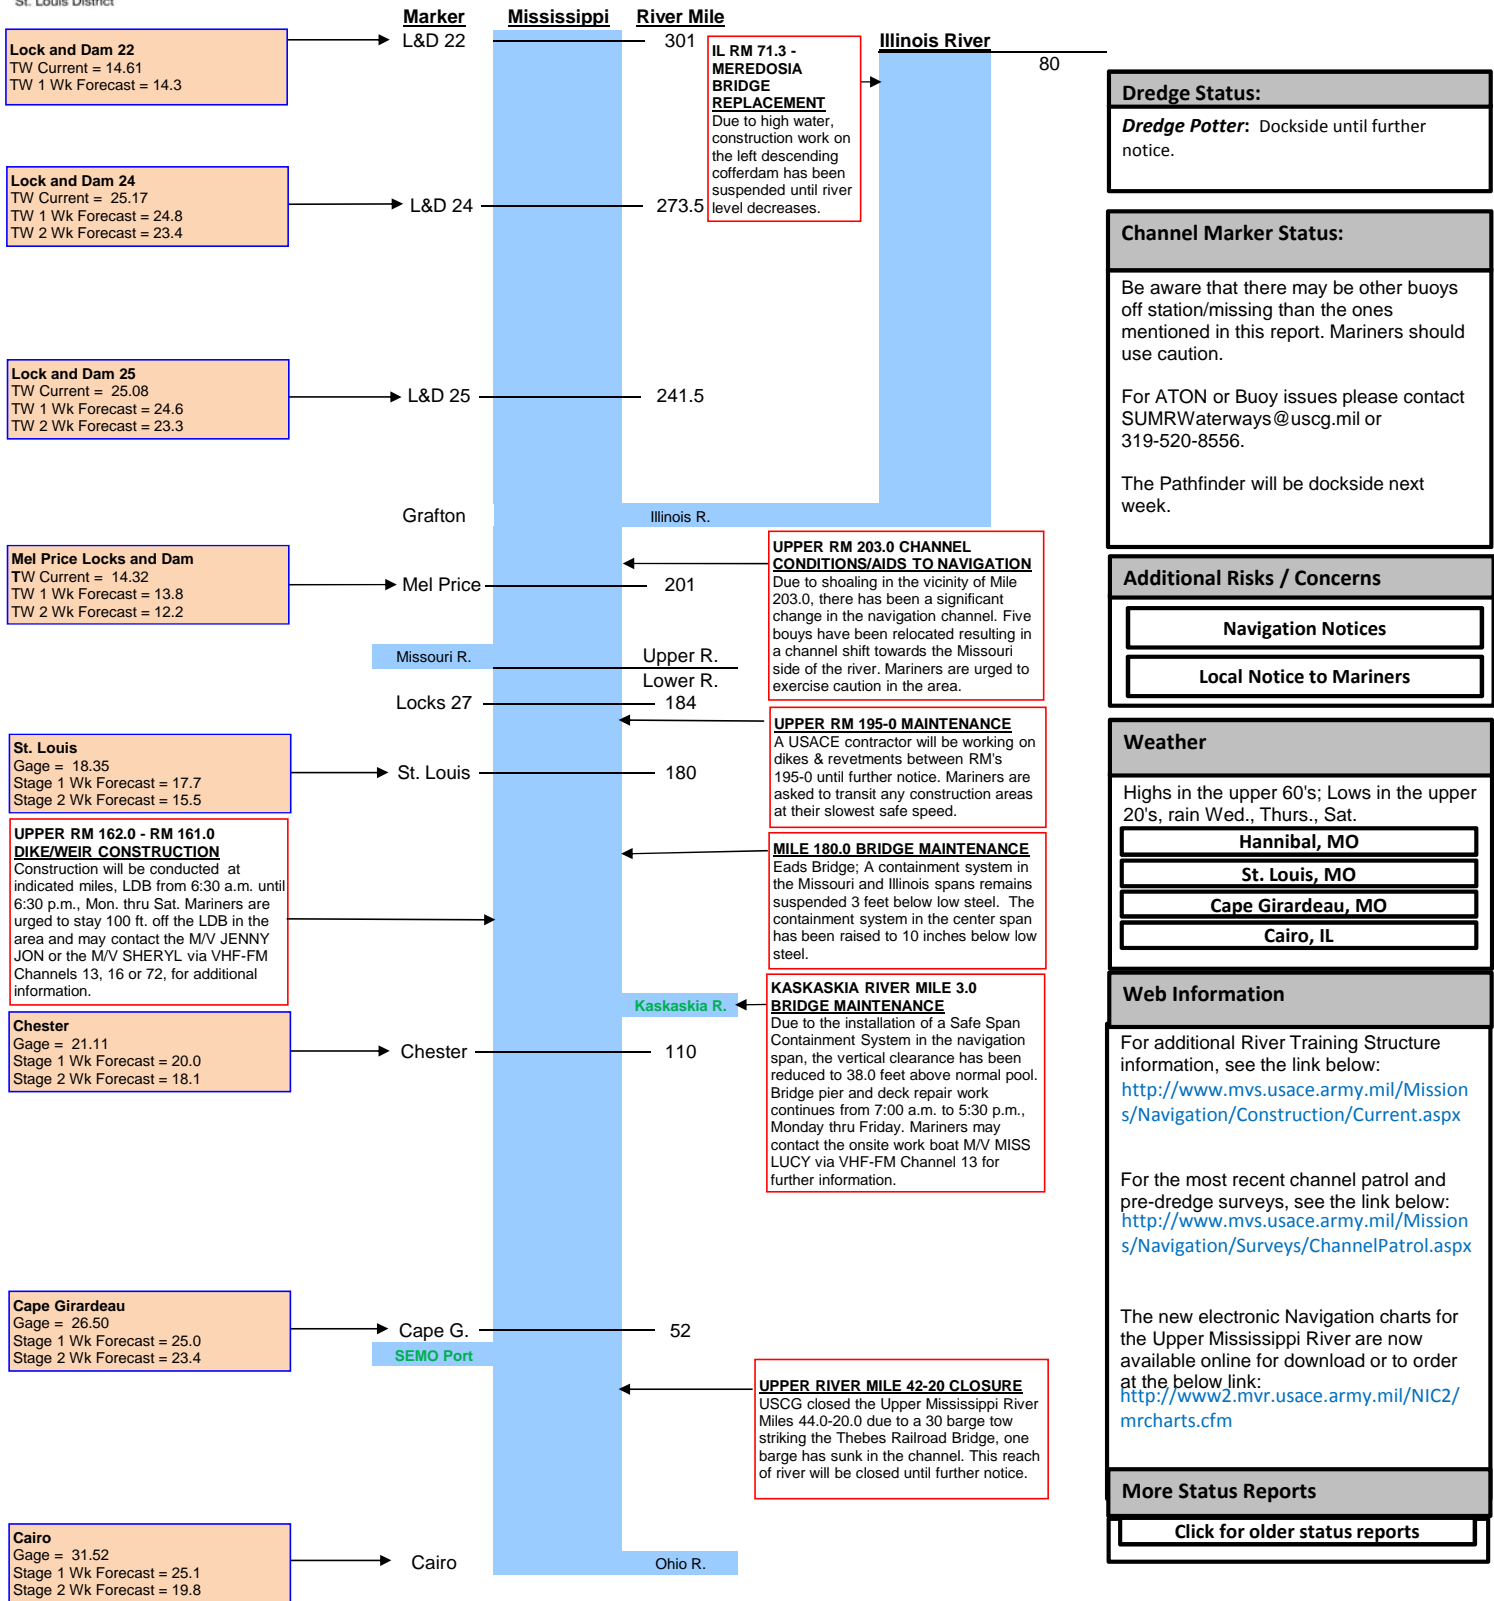 St. Louis District
Marker
Mississippi
River Mile
Lock and Dam 22
TW Current = 14.61
TW 1 Wk Forecast = 14.3
L&D 22
301
IL RM 71.3 -
MEREDOSIA
BRIDGE
REPLACEMENT
Due to high water,
construction work on
the left descending
cofferdam has been
suspended until river
level decreases.
Illinois River
80
Lock and Dam 24
TW Current = 25.17
TW 1 Wk Forecast = 24.8
TW 2 Wk Forecast = 23.4
L&D 24
273.5
Lock and Dam 25
TW Current = 25.08
TW 1 Wk Forecast = 24.6
TW 2 Wk Forecast = 23.3
L&D 25
241.5
Grafton
Illinois R.
Mel Price Locks and Dam
TW Current = 14.32
TW 1 Wk Forecast = 13.8
TW 2 Wk Forecast = 12.2
Mel Price
201
UPPER RM 203.0 CHANNEL
CONDITIONS/AIDS TO NAVIGATION
Due to shoaling in the vicinity of Mile
203.0, there has been a significant
change in the navigation channel. Five
bouys have been relocated resulting in
a channel shift towards the Missouri
side of the river. Mariners are urged to
exercise caution in the area.
Missouri R.
Upper R.
Lower R.
Locks 27
184
UPPER RM 195-0 MAINTENANCE
A USACE contractor will be working on
dikes & revetments between RM's
195-0 until further notice. Mariners are
asked to transit any construction areas
at their slowest safe speed.
St. Louis
Gage = 18.35
Stage 1 Wk Forecast = 17.7
Stage 2 Wk Forecast = 15.5
St. Louis
180
UPPER RM 162.0 - RM 161.0
DIKE/WEIR CONSTRUCTION
Construction will be conducted at
indicated miles, LDB from 6:30 a.m. until
6:30 p.m., Mon. thru Sat. Mariners are
urged to stay 100 ft. off the LDB in the
area and may contact the M/V JENNY
JON or the M/V SHERYL via VHF-FM
Channels 13, 16 or 72, for additional
information.
MILE 180.0 BRIDGE MAINTENANCE
Eads Bridge; A containment system in
the Missouri and Illinois spans remains
suspended 3 feet below low steel. The
containment system in the center span
has been raised to 10 inches below low
steel.
Kaskaskia R.
KASKASKIA RIVER MILE 3.0
BRIDGE MAINTENANCE
Due to the installation of a Safe Span
Containment System in the navigation
span, the vertical clearance has been
reduced to 38.0 feet above normal pool.
Bridge pier and deck repair work
continues from 7:00 a.m. to 5:30 p.m.,
Monday thru Friday. Mariners may
contact the onsite work boat M/V MISS
LUCY via VHF-FM Channel 13 for
further information.
Chester
Gage = 21.11
Stage 1 Wk Forecast = 20.0
Stage 2 Wk Forecast = 18.1
Chester
110
Cape Girardeau
Gage = 26.50
Stage 1 Wk Forecast = 25.0
Stage 2 Wk Forecast = 23.4
Cape G.
52
SEMO Port
UPPER RIVER MILE 42-20 CLOSURE
USCG closed the Upper Mississippi River
Miles 44.0-20.0 due to a 30 barge tow
striking the Thebes Railroad Bridge, one
barge has sunk in the channel. This reach
of river will be closed until further notice.
Cairo
Gage = 31.52
Stage 1 Wk Forecast = 25.1
Stage 2 Wk Forecast = 19.8
Cairo
Ohio R.
Dredge Status:
Dredge Potter: Dockside until further
notice.
Channel Marker Status:
Be aware that there may be other buoys
off station/missing than the ones
mentioned in this report. Mariners should
use caution.
For ATON or Buoy issues please contact
SUMRWaterways@uscg.mil or
319-520-8556.
The Pathfinder will be dockside next
week.
Additional Risks / Concerns
Navigation Notices
Local Notice to Mariners
Weather
Highs in the upper 60's; Lows in the upper
20's, rain Wed., Thurs., Sat.
Hannibal, MO
St. Louis, MO
Cape Girardeau, MO
Cairo, IL
Web Information
For additional River Training Structure
information, see the link below:
http://www.mvs.usace.army.mil/Mission
s/Navigation/Construction/Current.aspx
For the most recent channel patrol and
pre-dredge surveys, see the link below:
http://www.mvs.usace.army.mil/Mission
s/Navigation/Surveys/ChannelPatrol.aspx
The new electronic Navigation charts for
the Upper Mississippi River are now
available online for download or to order
at the below link:
http://www2.mvr.usace.army.mil/NIC2/
mrcharts.cfm
More Status Reports
Click for older status reports